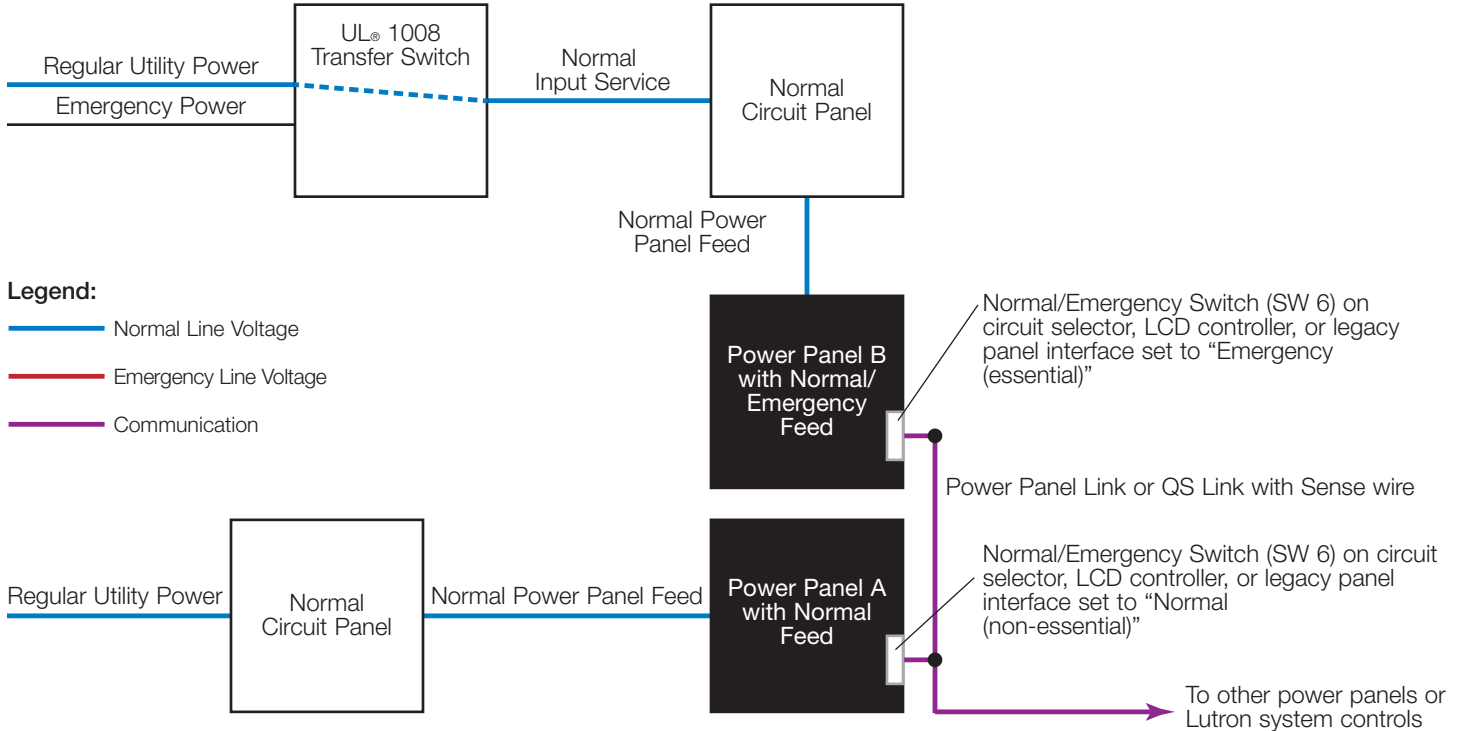 UL® 1008
Transfer Switch
Regular Utility Power
Emergency Power
Normal
Input Service
Normal
Circuit Panel
Normal Power
Panel Feed
Legend:
Normal Line Voltage
Emergency Line Voltage
Communication
Power Panel B
with Normal/
Emergency
Feed
Normal/Emergency Switch (SW 6) on
circuit selector, LCD controller, or legacy
panel interface set to “Emergency
(essential)”
Power Panel Link or QS Link with Sense wire
Regular Utility Power
Normal
Circuit Panel
Normal Power Panel Feed
Power Panel A
with Normal
Feed
Normal/Emergency Switch (SW 6) on circuit
selector, LCD controller, or legacy panel
interface set to “Normal
(non-essential)”
To other power panels or
Lutron system controls